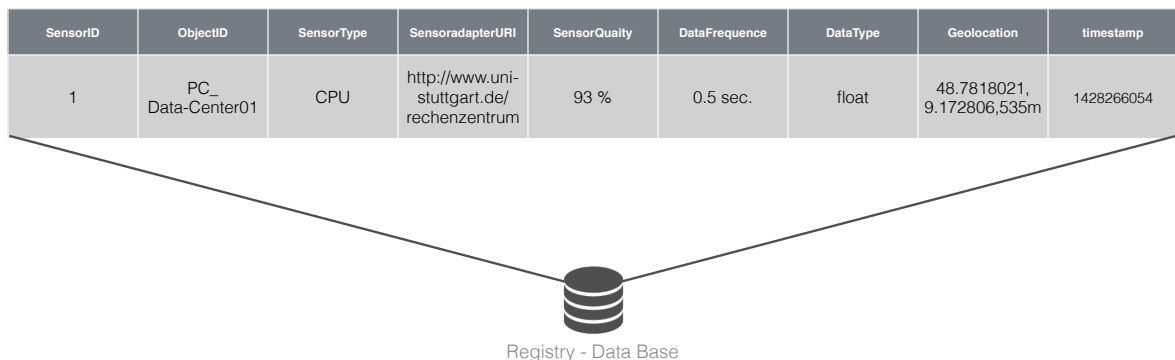 SensorID ObjectID SensorType SensoradapterURI SensorQuaity DataFrequence DataType Geolocation timestamp
1 PC_
Data-Center01 CPU http://www.uni-
stuttgart.de/
rechenzentrum 93 % 0.5 sec. float 48.7818021,
9.172806,535m 1428266054
Registry - Data Base